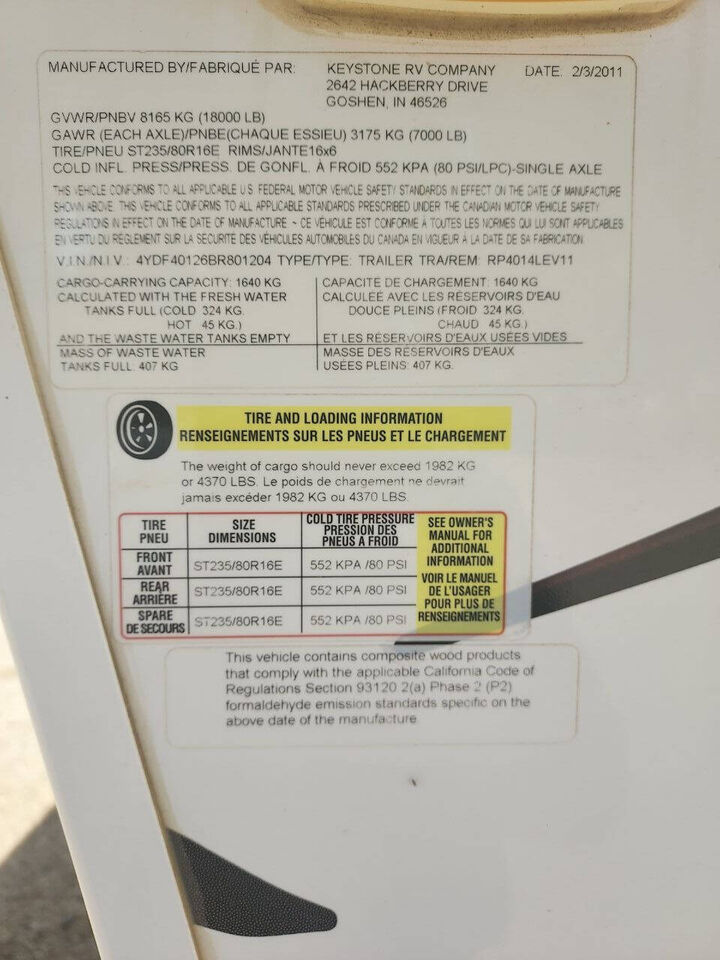 MANUFACTURED BY/FABRIQUÉ PAR: KEYSTONE RV COMPANY DATE: 2/3/2011
2642 HACKBERRY DRIVE
GOSHEN, IN 46526
GVWR/PNBV 8165 KG (18000 LB)
GAWR (EACH AXLE)/PNBE(CHAQUE ESSIEU) 3175 KG (7000 LB)
TIRE/PNEU ST235/80R16E RIMS/JANTE16x6
COLD INFL. PRESS/PRESS. DE GONFL. À FROID 552 KPA (80 PSI/LPC)-SINGLE AXLE
THIS VEHICLE CONFORMS TO ALL APPLICABLE U.S. FEDERAL MOTOR VEHICLE SAFETY STANDARDS IN EFFECT ON THE DATE OF MANUFACTURE
SHOWN ABOVE. THIS VEHICLE CONFORMS TO ALL APPLICABLE STANDARDS PRESCRIBED UNDER THE CANADIAN MOTOR VEHICLE SAFETY
REGULATIONS IN EFFECT ON THE DATE OF MANUFACTURE - CE VÉHICULE EST CONFORME À TOUTES LES NORMES QUI LUI SONT APPLICABLES
EN VERTU DU REGLEMENT SUR LA SECURITE DES VÉHICULES AUTOMOBILES DU CANADA EN VIGUEUR À LA DATE DE SA FABRICATION.
V.I.N./N.I.V.: 4YDF40126BR801204 TYPE/TYPE: TRAILER TRA/REM: RP4014LEV11
CARGO-CARRYING CAPACITY: 1640 KG
CALCULATED WITH THE FRESH WATER
TANKS FULL (COLD 324 KG.
HOT 45 KG.)
AND THE WASTE WATER TANKS EMPTY
MASS OF WASTE WATER
TANKS FULL: 407 KG
CAPACITÉ DE CHARGEMENT: 1640 KG
CALCULÉE AVEC LES RÉSERVOIRS D'EAU
DOUCE PLEINS (FROID 324 KG.
CHAUD 45 KG.)
ET LES RÉSERVOIRS D'EAUX USÉES VIDES
MASSE DES RÉSERVOIRS D'EAUX
USÉES PLEINS: 407 KG.
TIRE AND LOADING INFORMATION
RENSEIGNEMENTS SUR LES PNEUS ET LE CHARGEMENT
The weight of cargo should never exceed 1982 KG
or 4370 LBS. Le poids de chargement ne devrait
jamais excéder 1982 KG ou 4370 LBS.
TIRE PNEU SIZE DIMENSIONS COLD TIRE PRESSURE PRESSION DES PNEUS A FROID
FRONT AVANT ST235/80R16E 552 KPA /80 PSI
REAR ARRIÈRE ST235/80R16E 552 KPA /80 PSI
SPARE DE SECOURS ST235/80R16E 552 KPA /80 PSI
SEE OWNER'S
MANUAL FOR
ADDITIONAL
INFORMATION
VOIR LE MANUEL
DE L'USAGER
POUR PLUS DE
RENSEIGNEMENTS
This vehicle contains composite wood products
that comply with the applicable California Code of
Regulations Section 93120.2(a) Phase 2 (P2)
formaldehyde emission standards specific on the
above date of the manufacture.